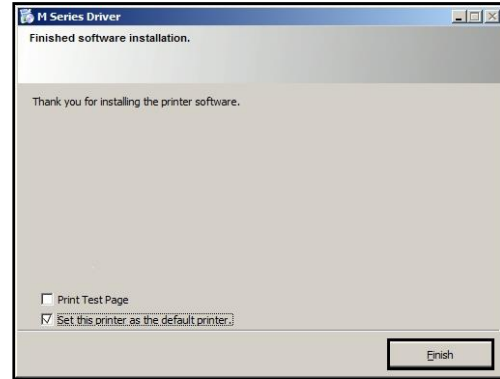 M Series Driver
Finished software installation.
Thank you for installing the printer software.
Print Test Page
Set this printer as the default printer.
Finish